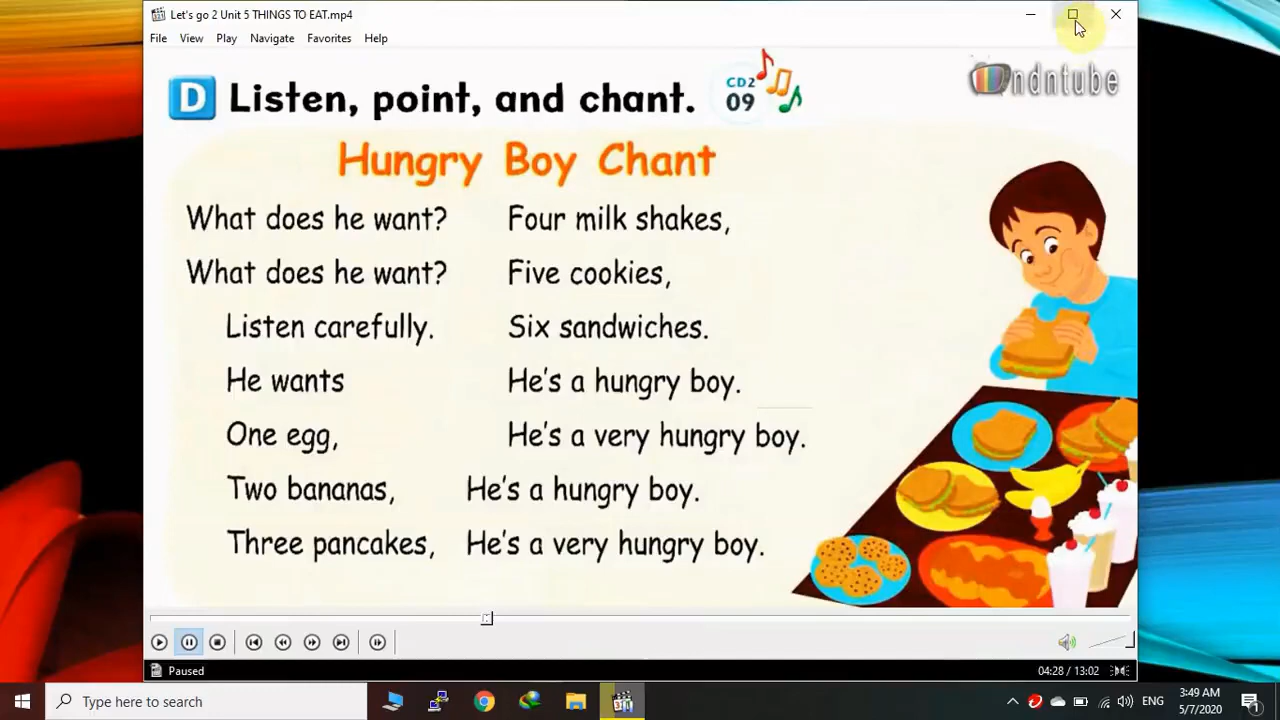 Let's go 2 Unit 5 THINGS TO EAT.mp4
File View Play Navigate Favorites Help
D Listen, point, and chant. CD2 09
ndntube
Hungry Boy Chant
What does he want? Four milk shakes,
What does he want? Five cookies,
Listen carefully. Six sandwiches.
He wants He's a hungry boy.
One egg, He's a very hungry boy.
Two bananas, He's a hungry boy.
Three pancakes, He's a very hungry boy.
Paused 04:28 / 13:02
Type here to search
ENG
3:49 AM
5/7/2020
1